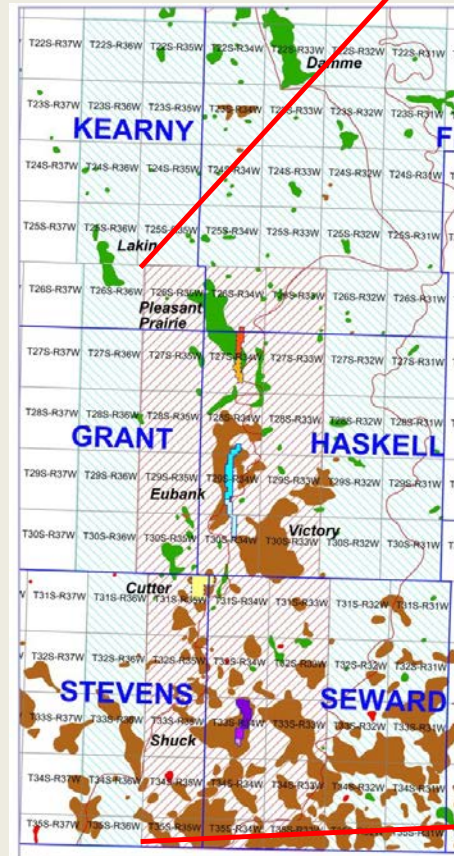 T22S-R37W T22S-R36W T22S-R35W T22S-R34W T22S-R33W T22S-R32W T22S-R31W
Damme
T23S-R37W T23S-R36W T23S-R35W T23S-R34W T23S-R33W T23S-R32W T23S-R31W
KEARNY F
T24S-R37W T24S-R36W T24S-R35W T24S-R34W T24S-R33W T24S-R32W T24S-R31W
T25S-R37W T25S-R36W T25S-R35W T25S-R34W T25S-R33W T25S-R32W T25S-R31W
Lakin
T26S-R37W T26S-R36W T26S-R35W T26S-R34W T26S-R33W T26S-R32W T26S-R31W
Pleasant
Prairie
T27S-R37W T27S-R36W T27S-R35W T27S-R34W T27S-R33W T27S-R32W T27S-R31W
T28S-R37W T28S-R36W T28S-R35W T28S-R34W T28S-R33W T28S-R32W T28S-R31W
GRANT HASKELL
T29S-R37W T29S-R36W T29S-R35W T29S-R34W T29S-R33W T29S-R32W T29S-R31W
Eubank
Victory
T30S-R37W T30S-R36W T30S-R35W T30S-R34W T30S-R33W T30S-R32W T30S-R31W
Cutter
T31S-R37W T31S-R36W T31S-R35W T31S-R34W T31S-R33W T31S-R32W T31S-R31W
T32S-R37W T32S-R36W T32S-R35W T32S-R34W T32S-R33W T32S-R32W T32S-R31W
STEVENS SEWARD
T33S-R37W T33S-R36W T33S-R35W T33S-R34W T33S-R33W T33S-R32W T33S-R31W
Shuck
T34S-R37W T34S-R36W T34S-R35W T34S-R34W T34S-R33W T34S-R32W T34S-R31W
T35S-R37W T35S-R36W T35S-R35W T35S-R34W T35S-R33W T35S-R31W